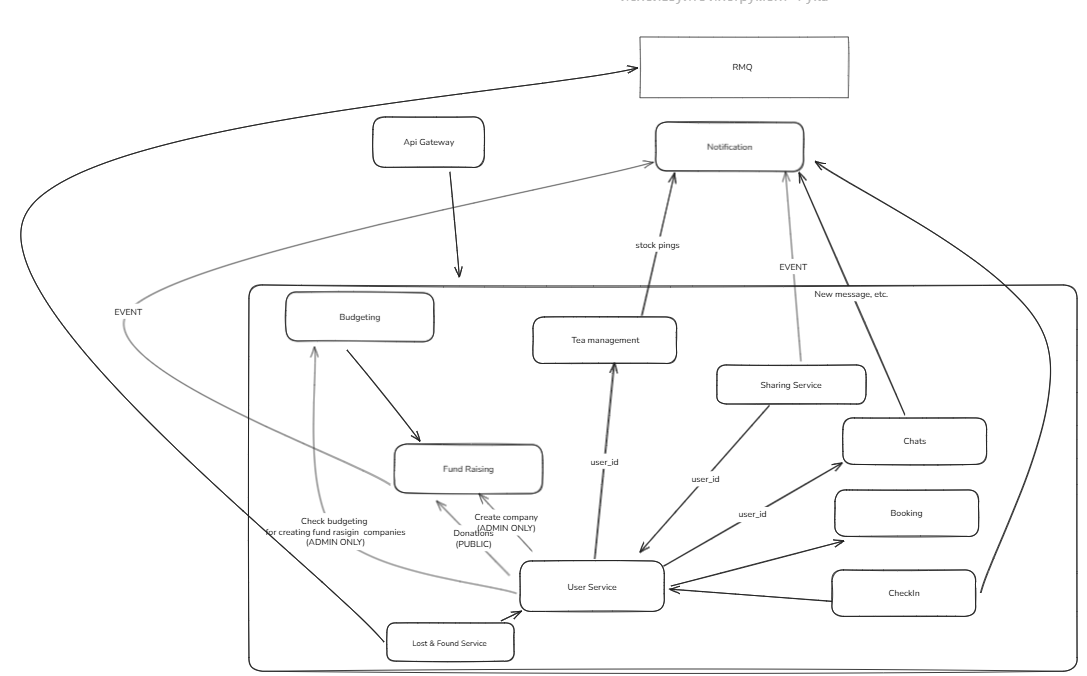 RMQ
Api Gateway
Notification
stock pings
EVENT
New message, etc.
EVENT
Budgeting
Tea management
Sharing Service
Chats
Fund Raising
user_id
user_id
user_id
Booking
Check budgeting
for creating fund rasigin companies
(ADMIN ONLY)
Create company
(ADMIN ONLY)
Donations
(PUBLIC)
User Service
CheckIn
Lost & Found Service